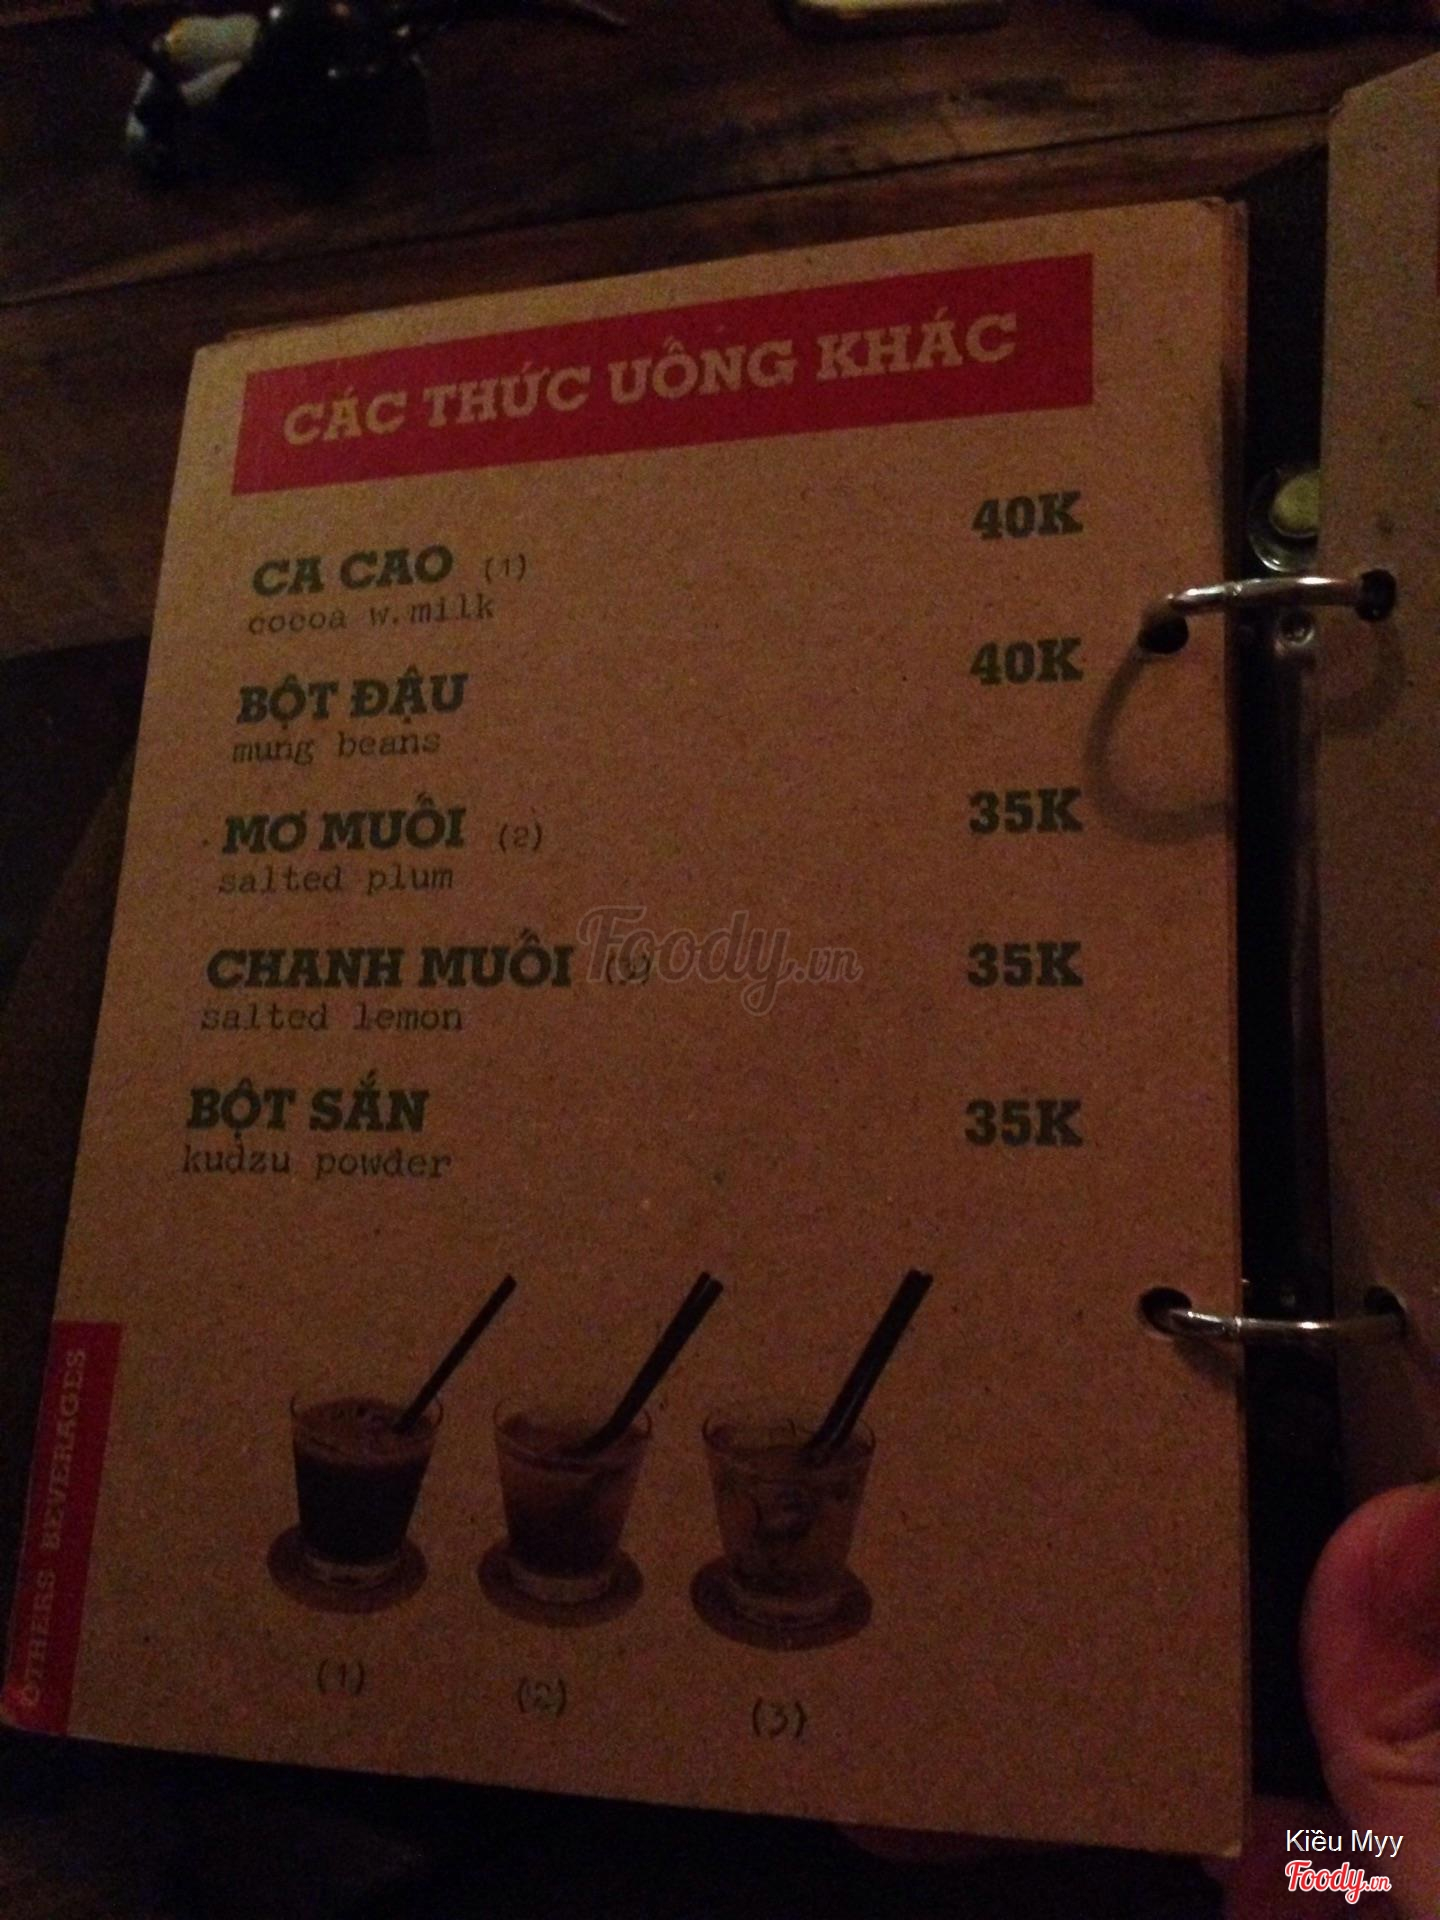 CÁC THỨC UỐNG KHÁC
CA CAO (1) 40K
cocoa w.milk
BỘT ĐẬU 40K
mung beans
MƠ MUỐI (2) 35K
salted plum
CHANH MUỐI (3) 35K
salted lemon
BỘT SẮN 35K
kudzu powder
Foody.vn
OTHERS BEVERAGES
(1) (2) (3)
Kiều Myy
Foody.vn